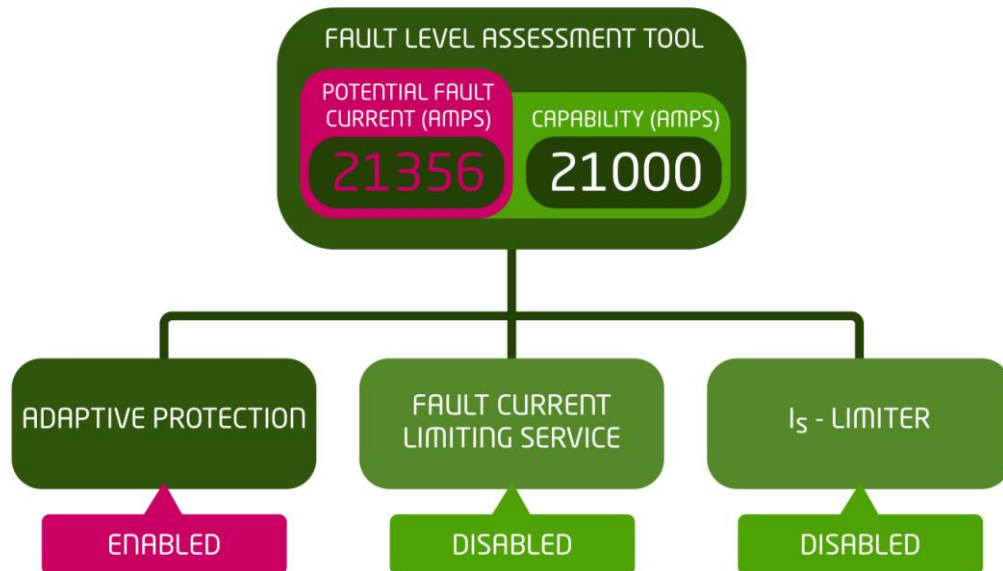 FAULT LEVEL ASSESSMENT TOOL
POTENTIAL FAULT
CURRENT (AMPS)
CAPABILITY (AMPS)
21356
21000
ADAPTIVE PROTECTION
FAULT CURRENT
LIMITING SERVICE
IS - LIMITER
ENABLED
DISABLED
DISABLED